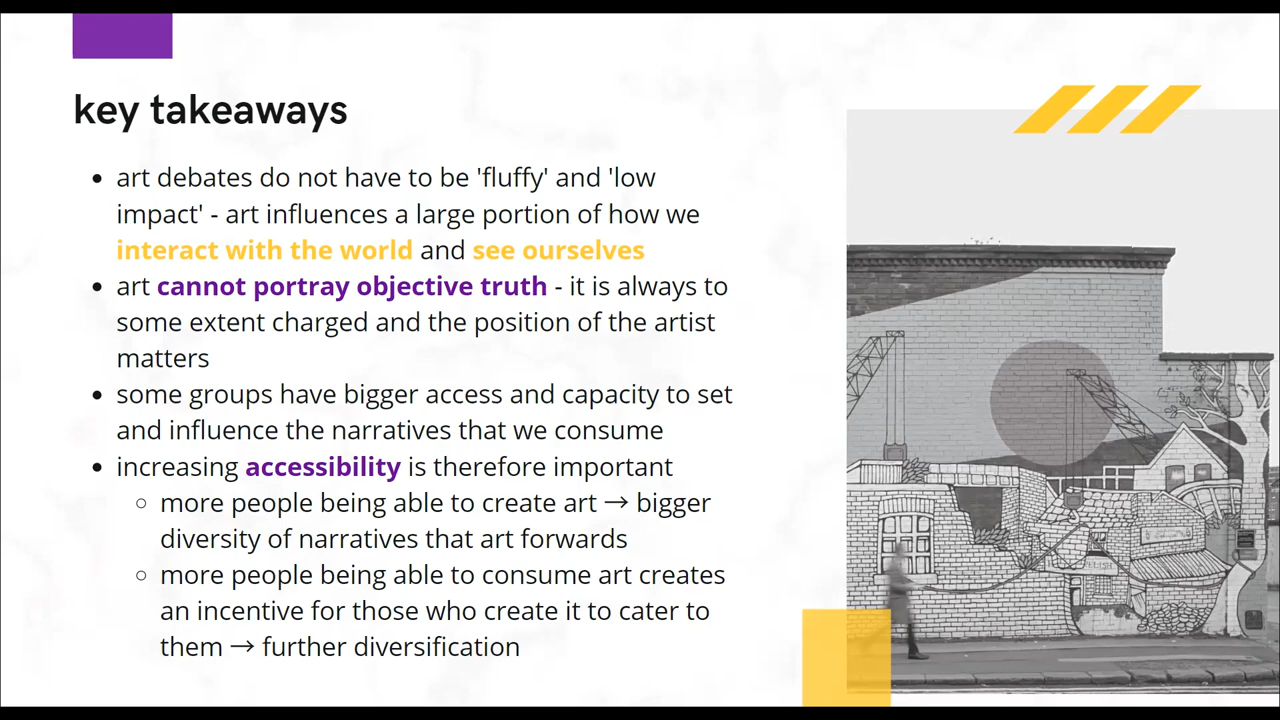 key takeaways
• art debates do not have to be 'fluffy' and 'low
impact' - art influences a large portion of how we
interact with the world and see ourselves
• art cannot portray objective truth - it is always to
some extent charged and the position of the artist
matters
• some groups have bigger access and capacity to set
and influence the narratives that we consume
• increasing accessibility is therefore important
○ more people being able to create art → bigger
diversity of narratives that art forwards
○ more people being able to consume art creates
an incentive for those who create it to cater to
them → further diversification